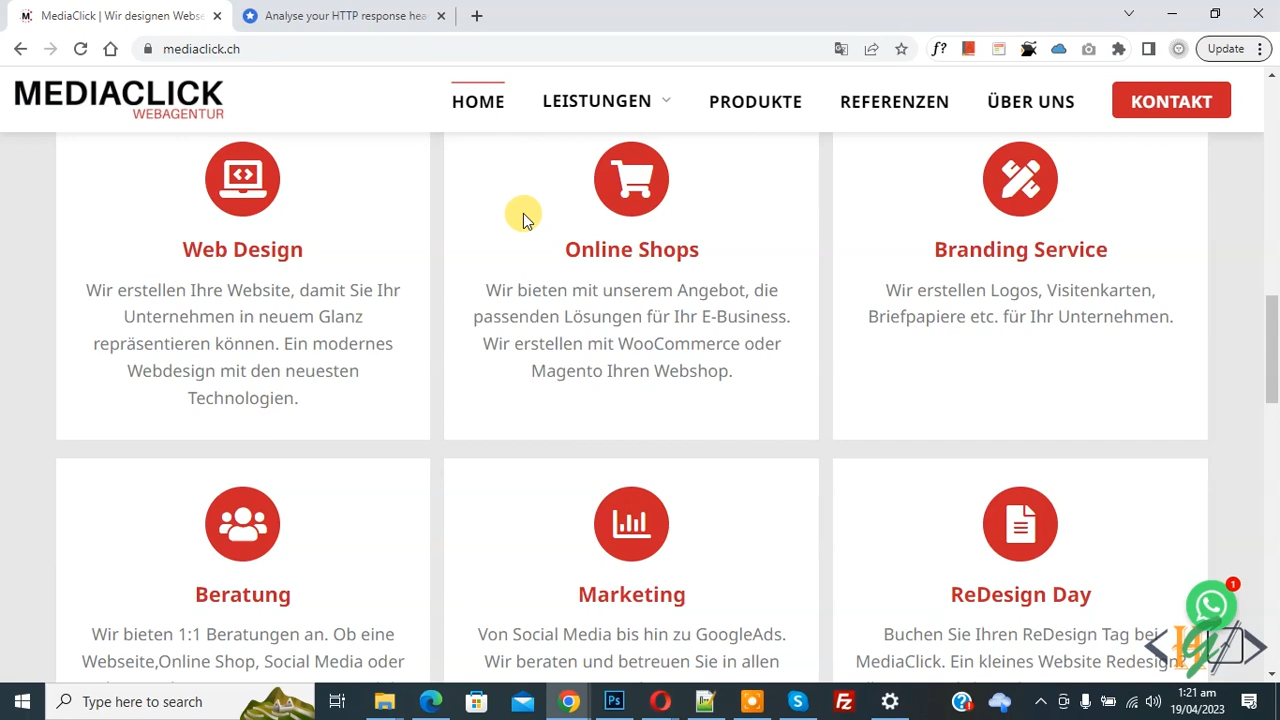 MediaClick | Wir designen Webse
Analyse your HTTP response hea
mediaclick.ch
Update
MEDIACLICK
WEBAGENTUR
HOME
LEISTUNGEN
PRODUKTE
REFERENZEN
ÜBER UNS
KONTAKT
Web Design
Wir erstellen Ihre Website, damit Sie Ihr
Unternehmen in neuem Glanz
repräsentieren können. Ein modernes
Webdesign mit den neuesten
Technologien.
Online Shops
Wir bieten mit unserem Angebot, die
passenden Lösungen für Ihr E-Business.
Wir erstellen mit WooCommerce oder
Magento Ihren Webshop.
Branding Service
Wir erstellen Logos, Visitenkarten,
Briefpapiere etc. für Ihr Unternehmen.
Beratung
Wir bieten 1:1 Beratungen an. Ob eine
Webseite,Online Shop, Social Media oder
Marketing
Von Social Media bis hin zu GoogleAds.
Wir beraten und betreuen Sie in allen
ReDesign Day
Buchen Sie Ihren ReDesign Tag bei
MediaClick. Ein kleines Website Redesign
1
Type here to search
1:21 am
19/04/2023